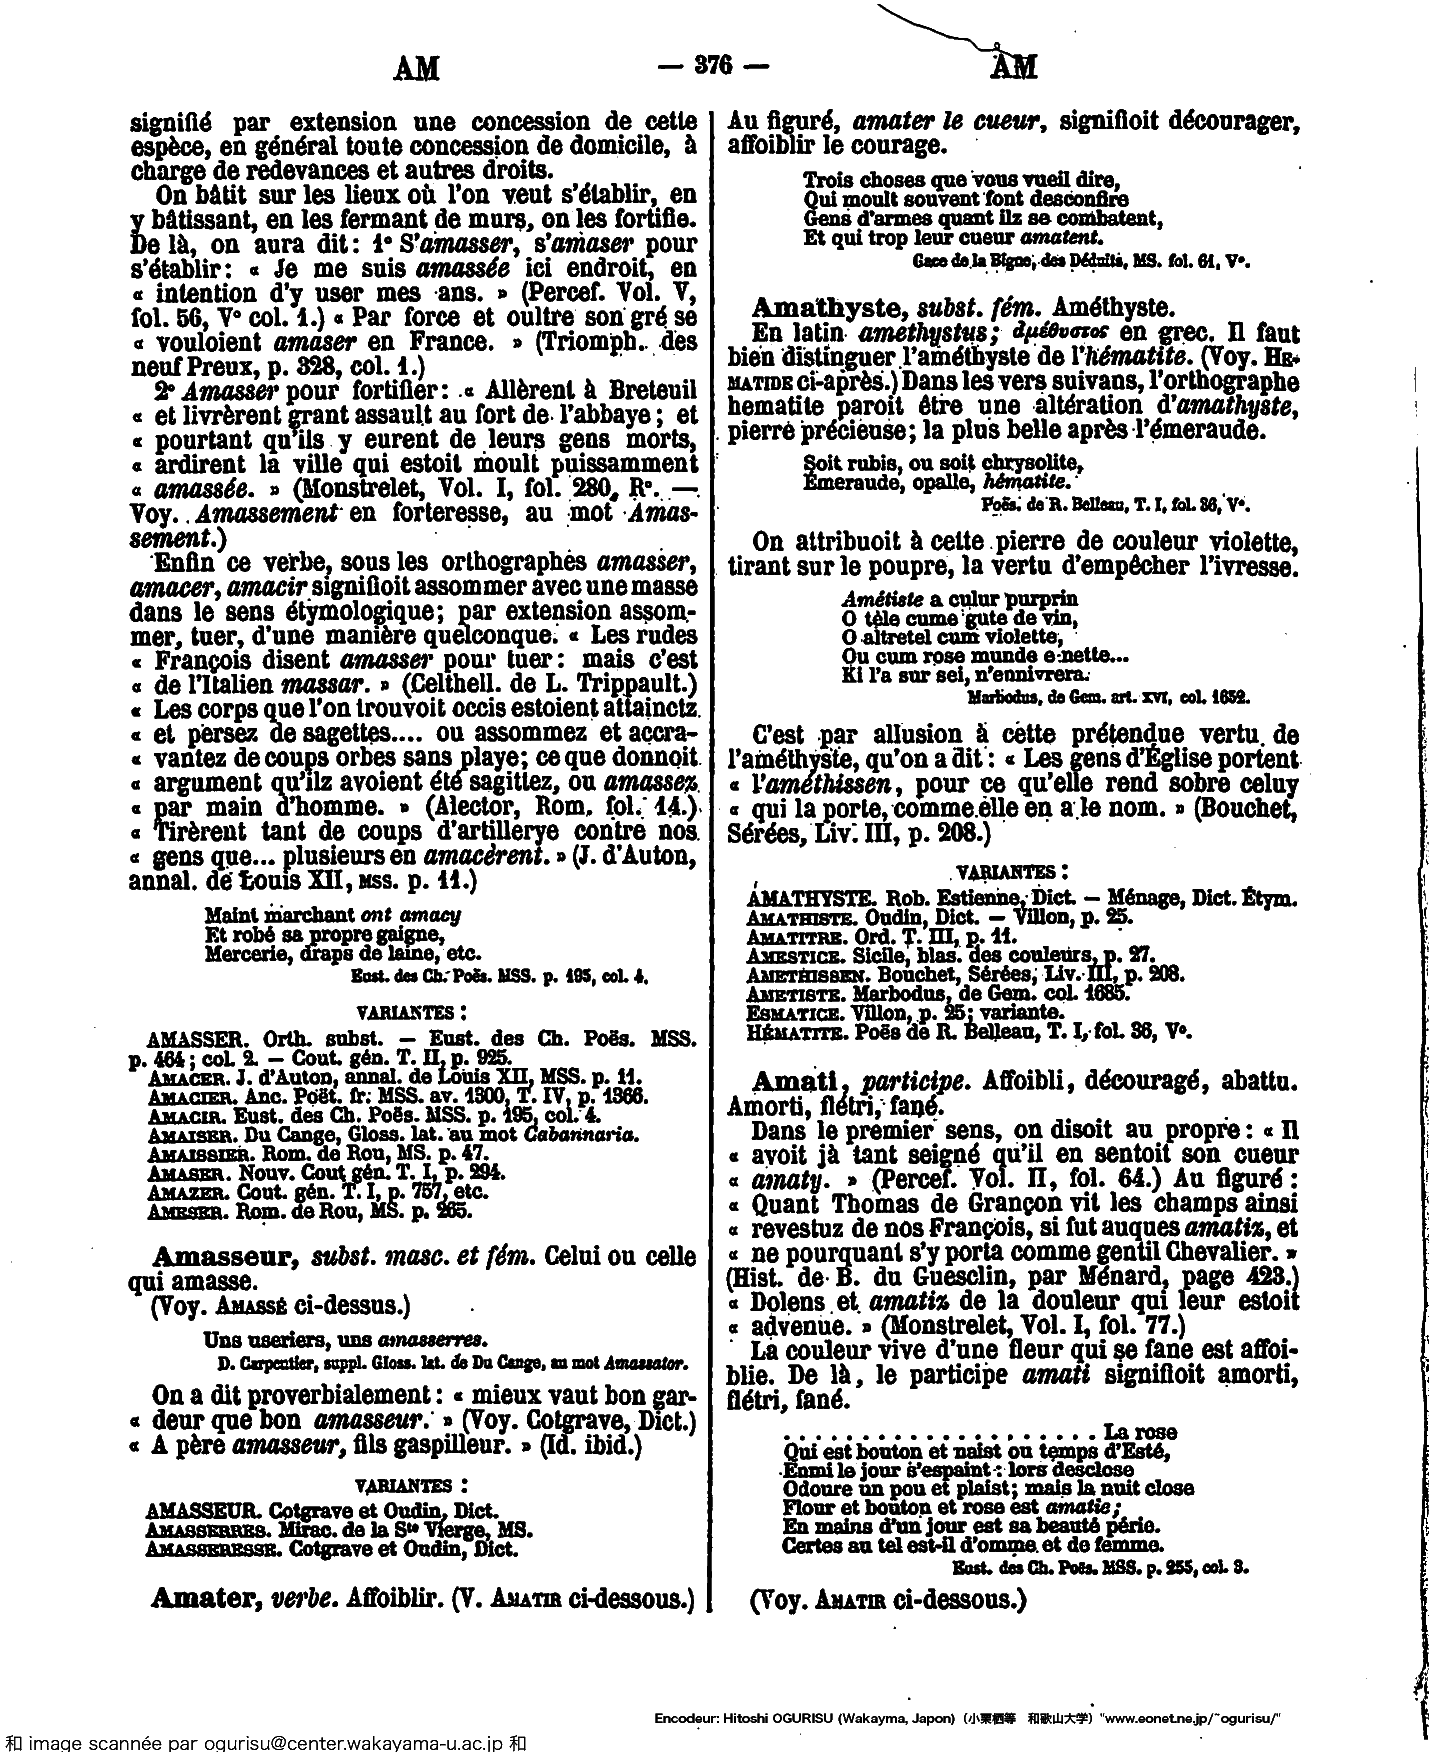 AM — 376 — AM
signifié par extension une concession de cette
espèce, en général toute concession de domicile, à
charge de redevances et autres droits.
On bâtit sur les lieux où l'on veut s'établir, en
y bâtissant, en les fermant de murs, on les fortifie.
De là, on aura dit : 1° S'amasser, s'amaser pour
s'établir : « Je me suis amassée ici endroit, en
« intention d'y user mes ans. » (Percef. Vol. V,
fol. 56, V° col. 1.) « Par force et oultre son gré se
« vouloient amaser en France. » (Triomph. des
neuf Preux, p. 328, col. 1.)
2° Amasser pour fortifier : « Allèrent à Breteuil
« et livrèrent grant assault au fort de l'abbaye ; et
« pourtant qu'ils y eurent de leurs gens morts,
« ardirent la ville qui estoit moult puissamment
« amassée. » (Monstrelet, Vol. I, fol. 280, R°. —
Voy. Amassement en forteresse, au mot Amas-
sement.)
Enfin ce verbe, sous les orthographes amasser,
amacer, amacir signifioit assommer avec une masse
dans le sens étymologique ; par extension assom-
mer, tuer, d'une manière quelconque. « Les rudes
« François disent amasser pour tuer : mais c'est
« de l'Italien massar. » (Celthell. de L. Trippault.)
« Les corps que l'on trouvoit occis estoient attainctz
« et persez de sagettes.... ou assommez et accra-
« vantez de coups orbes sans playe ; ce que donnoit
« argument qu'ilz avoient été sagittez, ou amassez
« par main d'homme. » (Alector, Rom. fol. 14.)
« Tirèrent tant de coups d'artillerye contre nos
« gens que... plusieurs en amacèrent. » (J. d'Auton,
annal. de Louis XII, MSS. p. 11.)
Maint marchant ont amacy
Et robé sa propre gaigne,
Mercerie, draps de laine, etc.
Eust. des Ch. Poës. MSS. p. 195, col. 4.
VARIANTES :
AMASSER. Orth. subst. — Eust. des Ch. Poës. MSS.
p. 464 ; col. 2. — Cout. gén. T. II, p. 925.
AMACER. J. d'Auton, annal. de Louis XII, MSS. p. 11.
AMACIER. Anc. Poët. fr. MSS. av. 1300, T. IV, p. 1366.
AMACIR. Eust. des Ch. Poës. MSS. p. 195, col. 4.
AMAISER. Du Cange, Gloss. lat. au mot Cabannaria.
AMAISSIER. Rom. de Rou, MS. p. 47.
AMASER. Nouv. Cout gén. T. I, p. 294.
AMAZER. Cout. gén. T. I, p. 757, etc.
AMESER. Rom. de Rou, MS. p. 265.
Amasseur, subst. masc. et fém. Celui ou celle
qui amasse.
(Voy. AMASSÉ ci-dessus.)
Uns useriers, uns amasserres.
D. Carpentier, suppl. Gloss. lat. de Du Cange, au mot Amassator.
On a dit proverbialement : « mieux vaut bon gar-
« deur que bon amasseur. » (Voy. Cotgrave, Dict.)
« A père amasseur, fils gaspilleur. » (Id. ibid.)
VARIANTES :
AMASSEUR. Cotgrave et Oudin, Dict.
AMASSERRES. Mirac. de la Ste Vierge, MS.
AMASSERESSE. Cotgrave et Oudin, Dict.
Amater, verbe. Affoiblir. (V. AMATIR ci-dessous.)
Au figuré, amater le cueur, signifioit décourager,
affoiblir le courage.
Trois choses que vous vueil dire,
Qui moult souvent font desconfire
Gens d'armes quant ilz se combatent,
Et qui trop leur cueur amatent.
Gace de la Bigne, des Déduits, MS. fol. 61, V°.
Amathyste, subst. fém. Améthyste.
En latin amethystus ; ἀμέθυστος en grec. Il faut
bien distinguer l'améthyste de l'hématite. (Voy. HE-
MATIDE ci-après.) Dans les vers suivans, l'orthographe
hematite paroit être une altération d'amathyste,
pierre précieuse ; la plus belle après l'émeraude.
Soit rubis, ou soit chrysolite,
Emeraude, opalle, hématite.
Poës. de R. Belleau, T. I, fol. 36, V°.
On attribuoit à cette pierre de couleur violette,
tirant sur le poupre, la vertu d'empêcher l'ivresse.
Amétiste a culur purprin
O tèle cume gute de vin,
O altretel cum violette,
Ou cum rose munde e nette...
Ki l'a sur sei, n'ennivrera.
Marbodus, de Gem. art. XVI, col. 1652.
C'est par allusion à cette prétendue vertu de
l'améthyste, qu'on a dit : « Les gens d'Église portent
« l'améthissen, pour ce qu'elle rend sobre celuy
« qui la porte, comme elle en a le nom. » (Bouchet,
Sérées, Liv. III, p. 208.)
VARIANTES :
AMATHYSTE. Rob. Estienne, Dict. — Ménage, Dict. Étym.
AMATHISTE. Oudin, Dict. — Villon, p. 25.
AMATITRE. Ord. T. III, p. 11.
AMESTICE. Sicile, blas. des couleurs, p. 27.
AMETHISSEN. Bouchet, Sérées, Liv. III, p. 208.
AMETISTE. Marbodus, de Gem. col. 1685.
ESMATICE. Villon, p. 25 ; variante.
HÉMATITE. Poës de R. Belleau, T. I, fol. 36, V°.
Amati, participe. Affoibli, découragé, abattu.
Amorti, flétri, fané.
Dans le premier sens, on disoit au propre : « Il
« avoit jà tant seigné qu'il en sentoit son cueur
« amaty. » (Percef. Vol. II, fol. 64.) Au figuré :
« Quant Thomas de Grançon vit les champs ainsi
« revestuz de nos François, si fut auques amatiz, et
« ne pourquant s'y porta comme gentil Chevalier. »
(Hist. de B. du Guesclin, par Ménard, page 423.)
« Dolens et amatiz de la douleur qui leur estoit
« advenue. » (Monstrelet, Vol. I, fol. 77.)
La couleur vive d'une fleur qui se fane est affoi-
blie. De là, le participe amati signifioit amorti,
flétri, fané.
. . . . . . . . . . . . . . . . . . . . La rose
Qui est bouton et naist ou temps d'Esté,
Enmi le jour s'espaint : lors desclose
Odoure un pou et plaist ; mais la nuit close
Flour et bouton et rose est amatie ;
En mains d'un jour est sa beauté périe.
Certes au tel est-il d'omme et de femme.
Eust. des Ch. Poës. MSS. p. 255, col. 3.
(Voy. AMATIR ci-dessous.)
Encodeur: Hitoshi OGURISU (Wakayma, Japon) (小栗栖等 和歌山大学) "www.eonet.ne.jp/~ogurisu/"
和 image scannée par ogurisu@center.wakayama-u.ac.jp 和